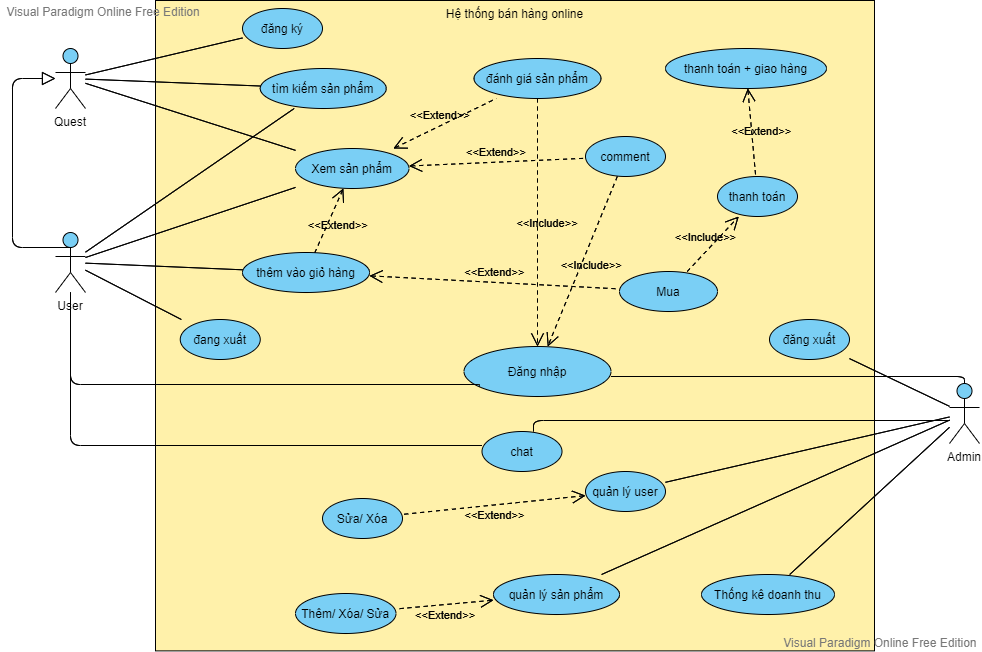 Visual Paradigm Online Free Edition
Hệ thống bán hàng online
đăng ký
tìm kiếm sản phẩm
đánh giá sản phẩm
thanh toán + giao hàng
Quest
<<Extend>>
<<Extend>>
<<Extend>>
comment
Xem sản phẩm
thanh toán
<<Extend>>
<<Include>>
<<Include>>
User
thêm vào giỏ hàng
<<Extend>>
<<Include>>
Mua
đang xuất
đăng xuất
Đăng nhập
chat
Admin
quản lý user
Sửa/ Xóa
<<Extend>>
quản lý sản phẩm
Thống kê doanh thu
Thêm/ Xóa/ Sửa
<<Extend>>
Visual Paradigm Online Free Edition